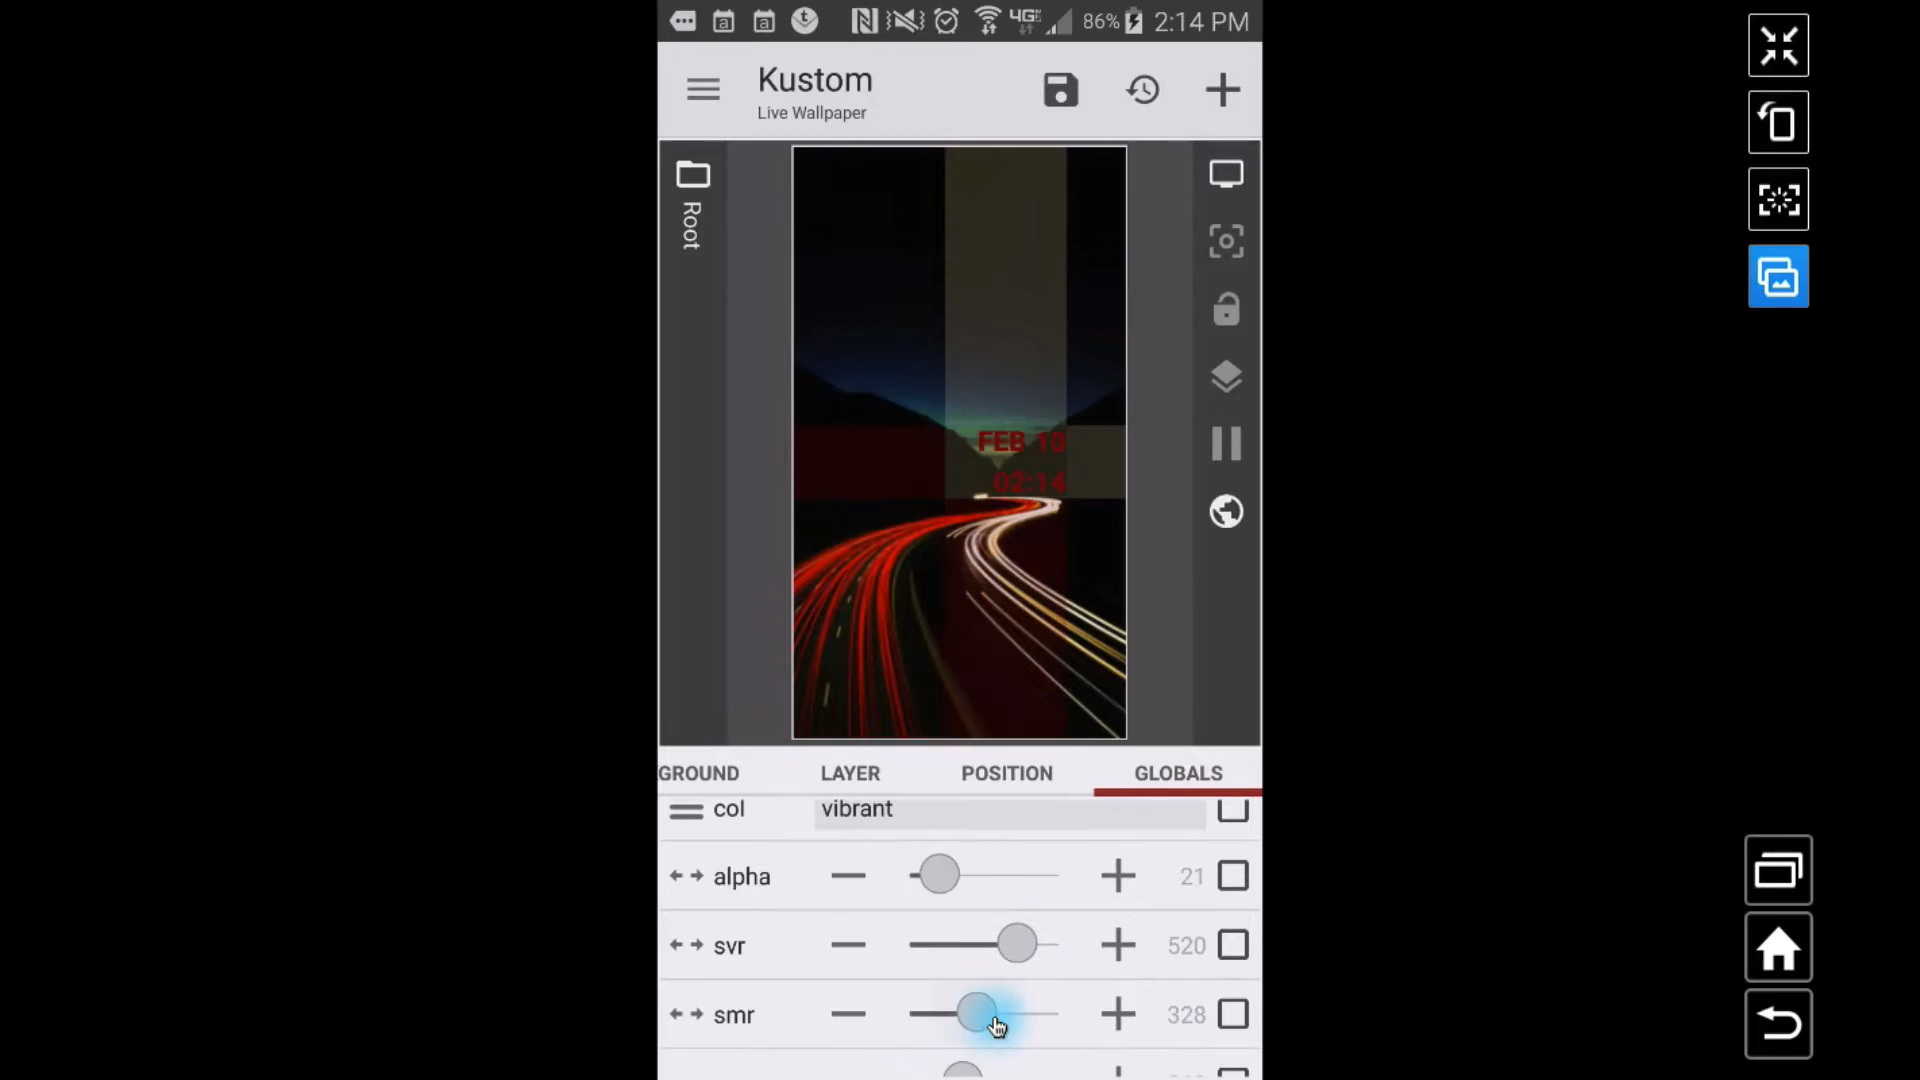 4G 86% 2:14 PM
Kustom
Live Wallpaper
Root
FEB 10
02:14
GROUND LAYER POSITION GLOBALS
col vibrant
alpha 21
svr 520
smr 328